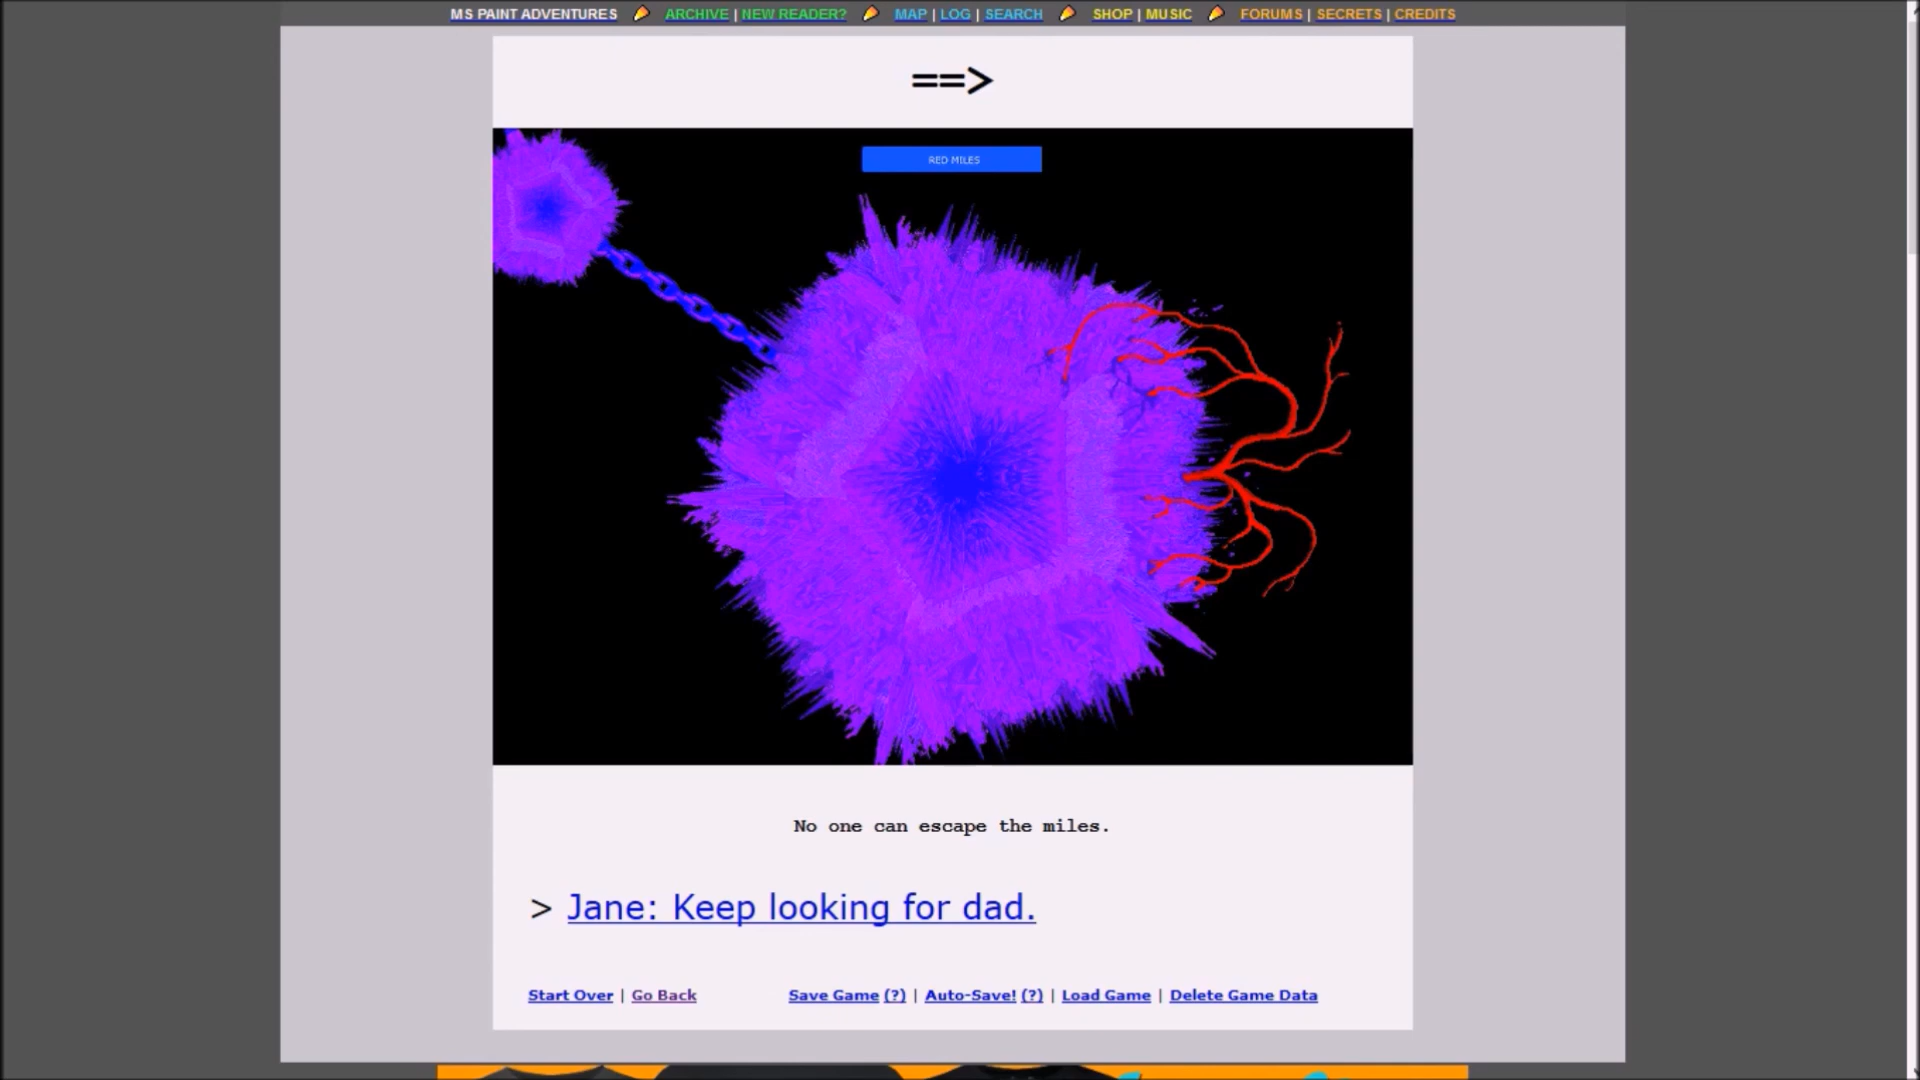 MS PAINT ADVENTURES ARCHIVE | NEW READER? MAP | LOG | SEARCH SHOP | MUSIC FORUMS | SECRETS | CREDITS
==>
RED MILES
No one can escape the miles.
> Jane: Keep looking for dad.
Start Over | Go Back Save Game (?) | Auto-Save! (?) | Load Game | Delete Game Data